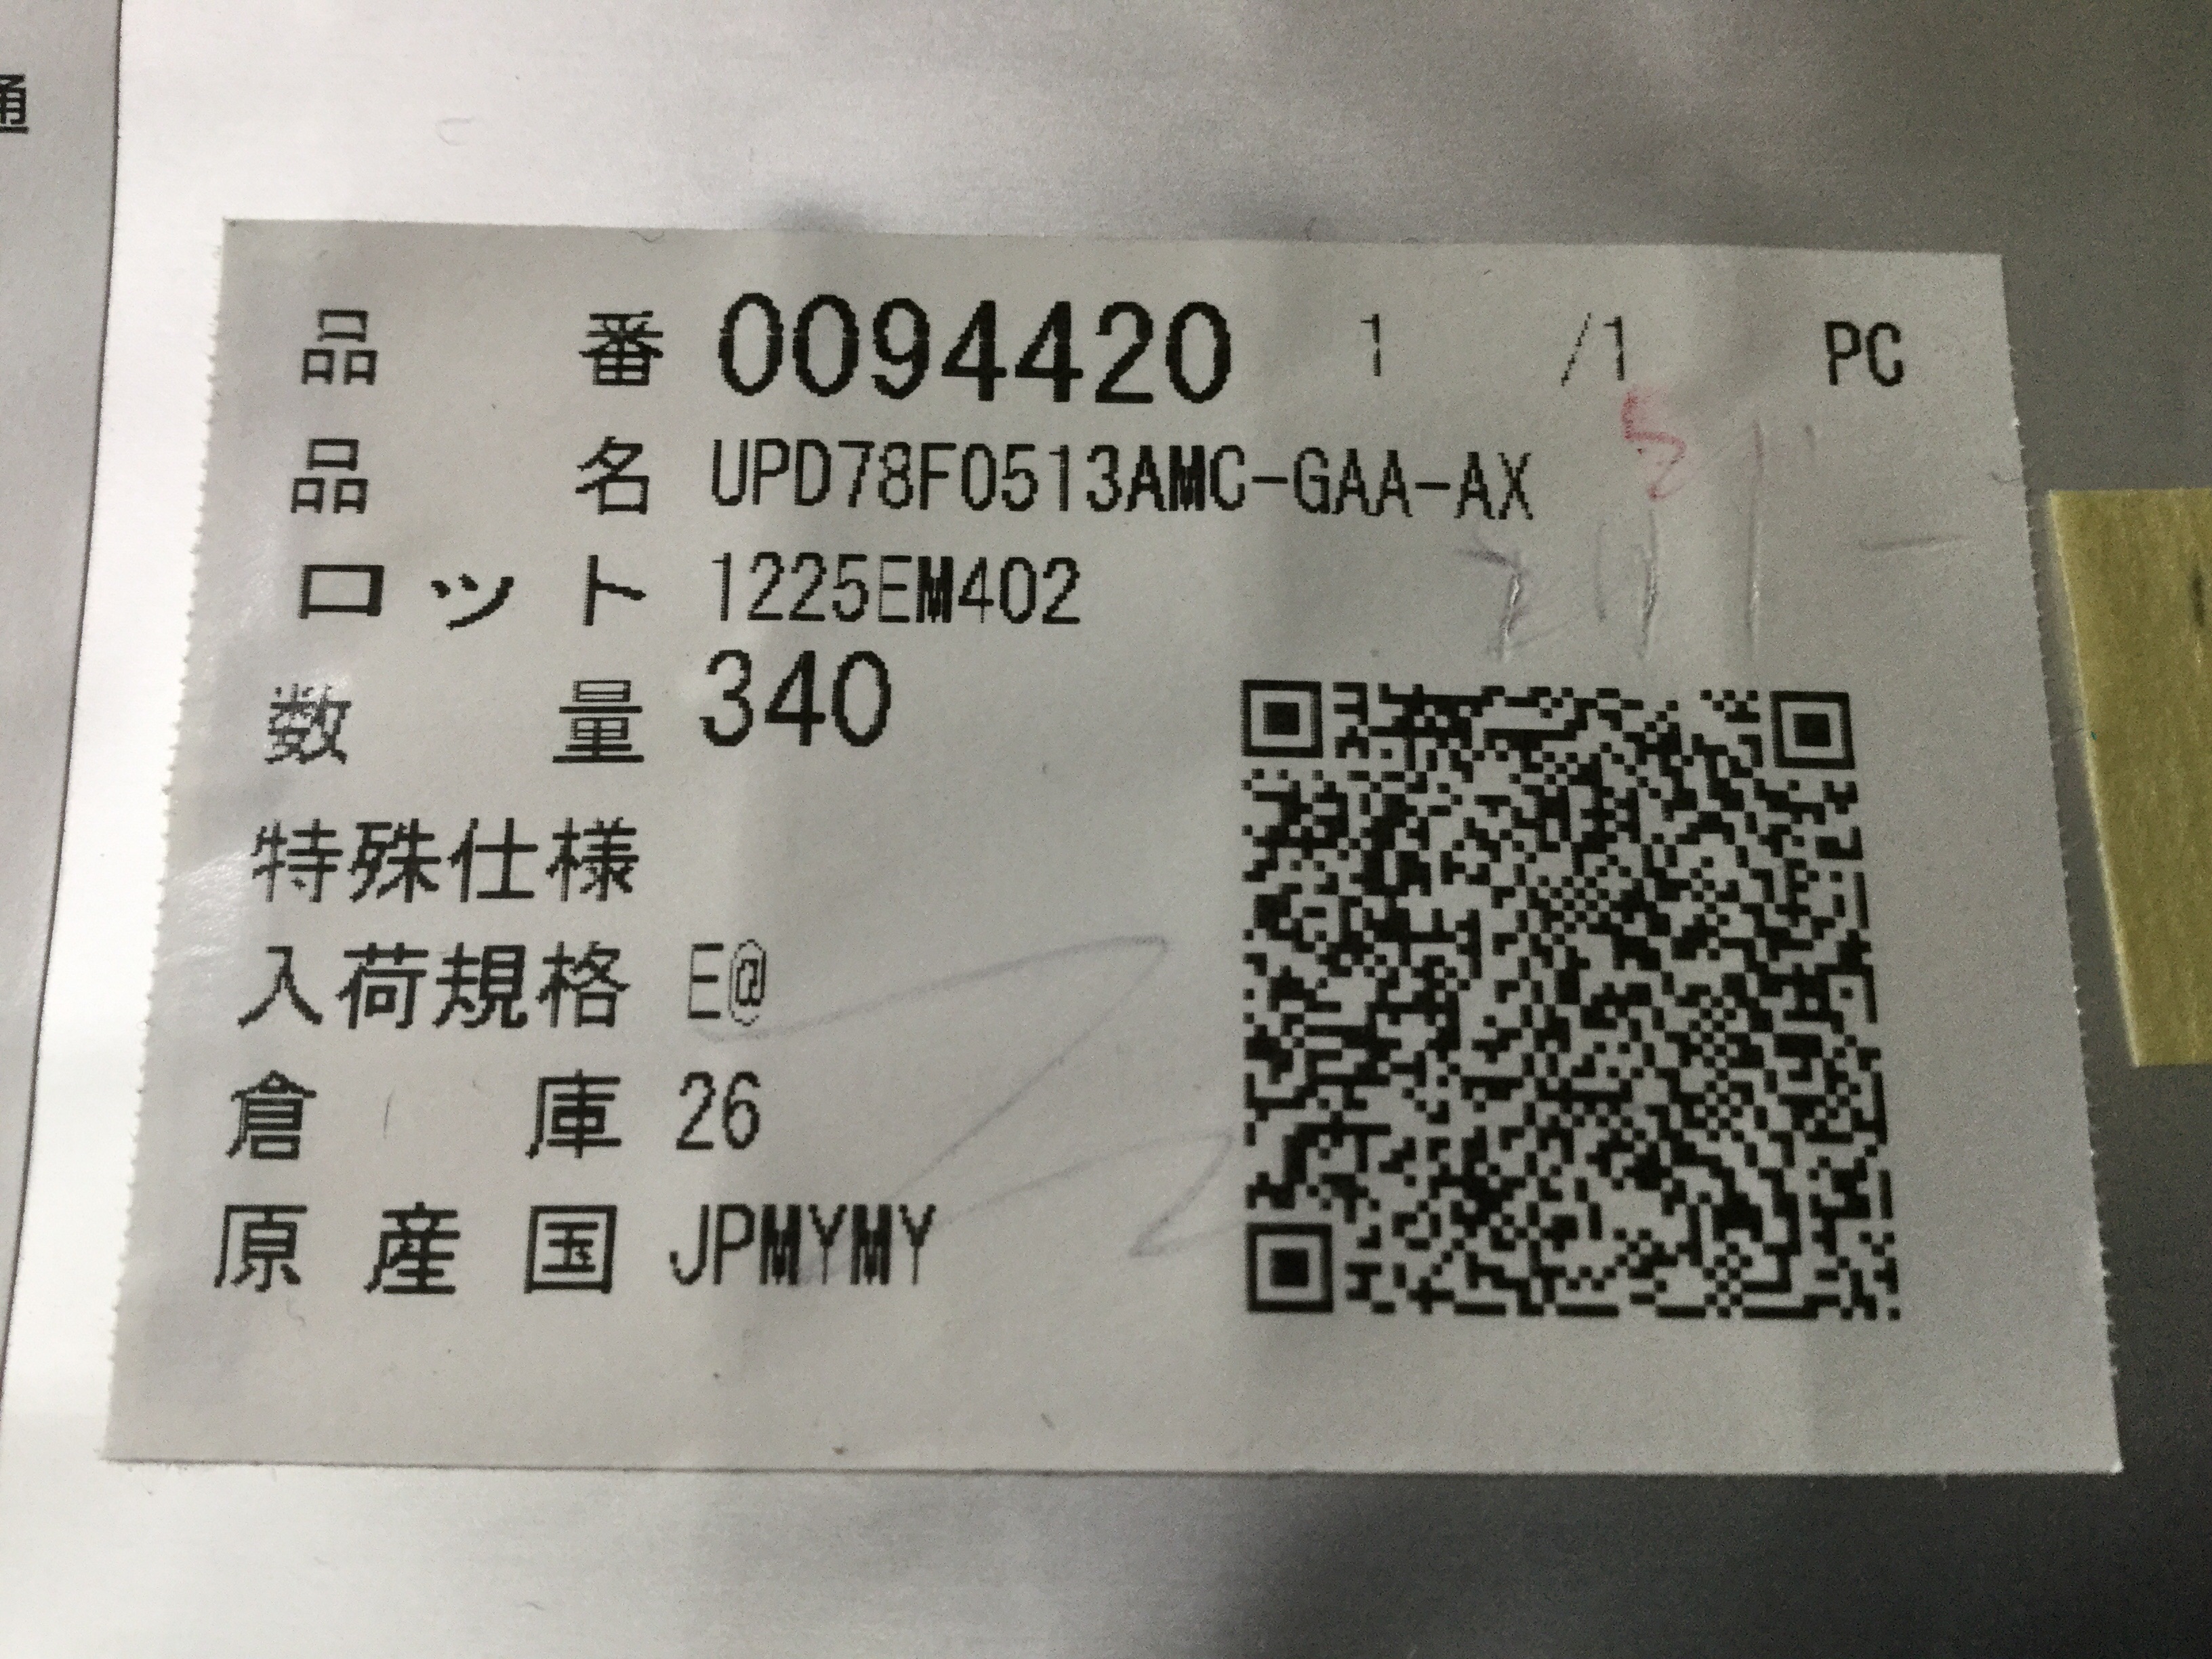 通
品番 0094420 1 /1 PC
品名 UPD78F0513AMC-GAA-AX
ロット 1225EM402
数量 340
特殊仕様
入荷規格 E@
倉庫 26
原産国 JPMYMY